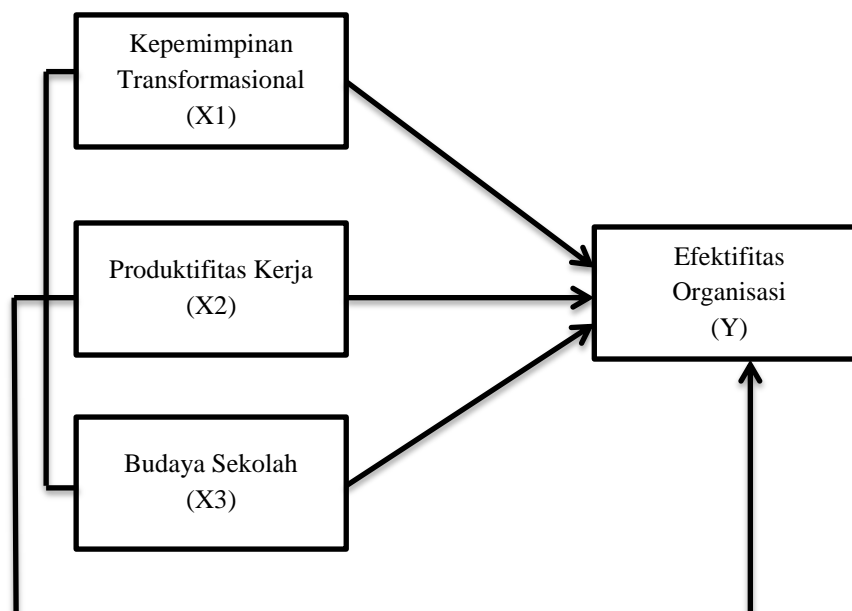 Kepemimpinan
Transformasional
(X1)
Produktifitas Kerja
(X2)
Budaya Sekolah
(X3)
Efektifitas
Organisasi
(Y)